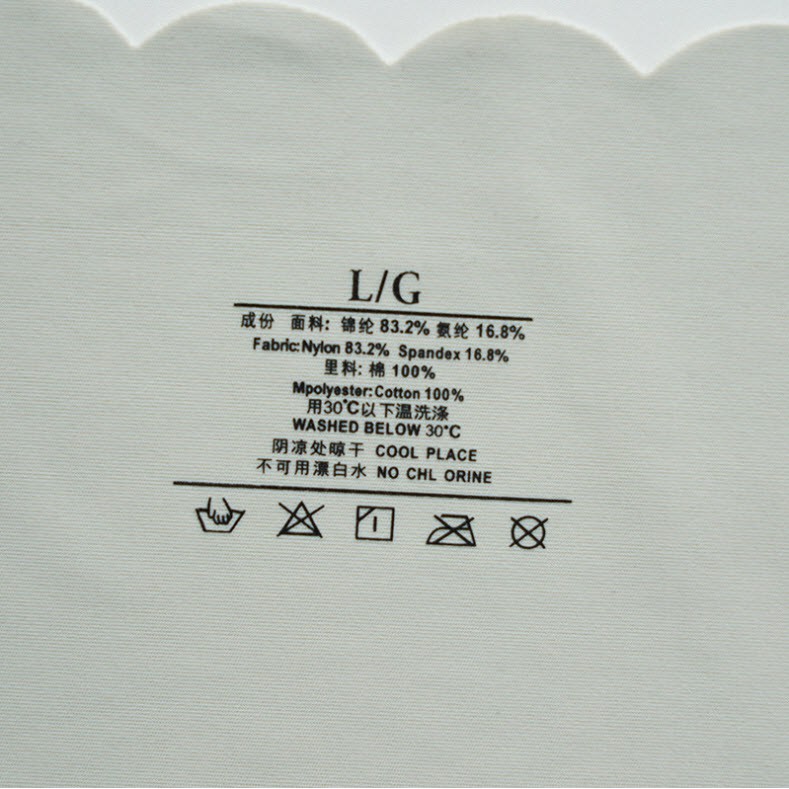 L/G
成份 面料: 锦纶 83.2% 氨纶 16.8%
Fabric:Nylon 83.2% Spandex 16.8%
里料: 棉 100%
Mpolyester:Cotton 100%
用30℃以下温洗涤
WASHED BELOW 30℃
阴凉处晾干 COOL PLACE
不可用漂白水 NO CHL ORINE